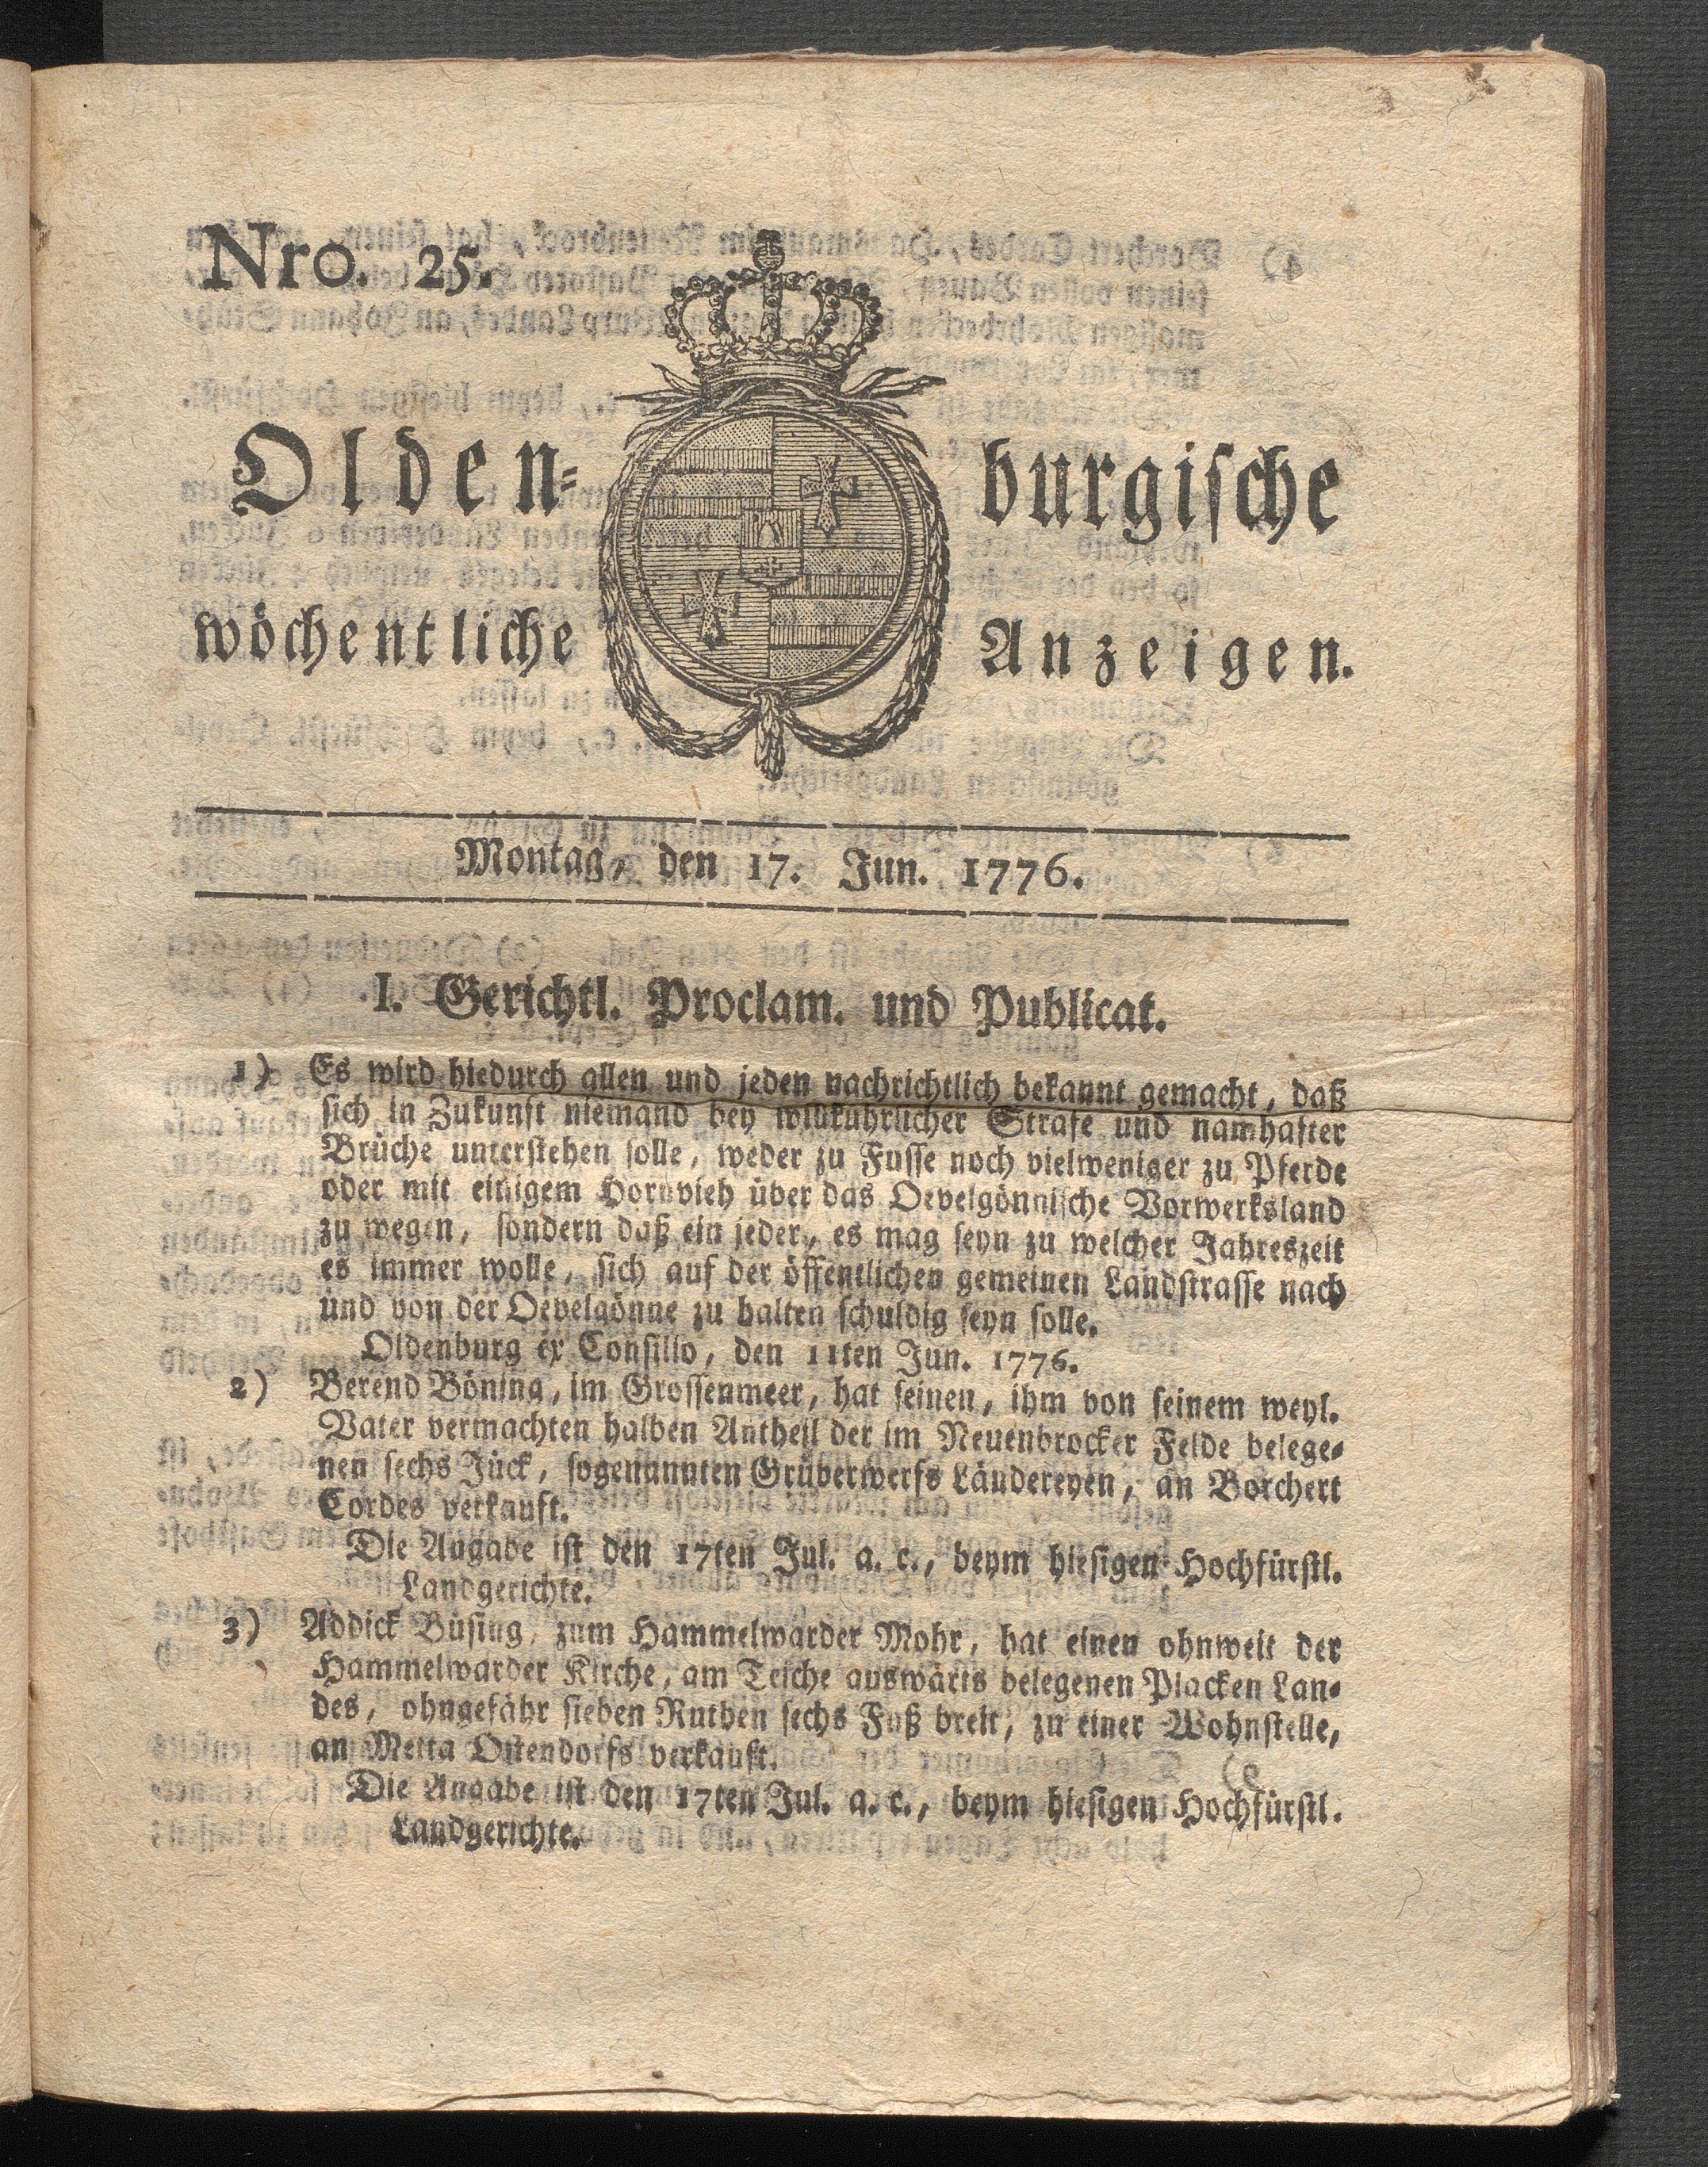 Nro. 25.
Olden- burgische
wöchentliche Anzeigen.
Montag, den 17. Jun. 1776.
I. Gerichtl. Proclam. und Publicat.
1) Es wird hiedurch allen und jeden nachrichtlich bekannt gemacht, daß
sich in Zukunft niemand bey willkührlicher Strafe und namhafter
Brüche unterstehen solle, weder zu Fusse noch vielweniger zu Pferde
oder mit einigem Hornvieh über das Oevelgönnische Vorwerksland
zu wegen, sondern daß ein jeder, es mag seyn zu welcher Jahreszeit
es immer wolle, sich auf der öffentlichen gemeinen Landstrasse nach
und von der Oevelgönne zu halten schuldig seyn solle.
Oldenburg ex Consilio, den 11ten Jun. 1776.
2) Berend Böning, im Grossenmeer, hat seinen, ihm von seinem weyl.
Vater vermachten halben Antheil der im Neuenbrocker Felde belege-
nen sechs Jück, sogenannten Grüberwerfs Ländereyen, an Borchert
Cordes verkauft.
Die Angabe ist den 17ten Jul. a. c., beym hiesigen Hochfürstl.
Landgerichte.
3) Addick Büsing, zum Hammelwarder Mohr, hat einen ohnweit der
Hammelwarder Kirche, am Teiche auswärts belegenen Placken Lan-
des, ohngefähr sieben Ruthen sechs Fuß breit, zu einer Wohnstelle,
an Metta Ostendorfs verkauft.
Die Angabe ist den 17ten Jul. a. c., beym hiesigen Hochfürstl.
Landgerichte.